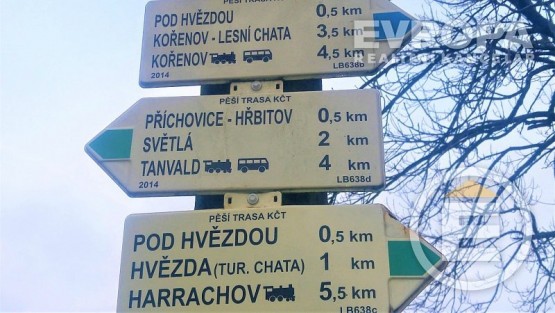 PĚŠÍ TRASA KČT
POD HVĚZDOU 0,5 km
KOŘENOV - LESNÍ CHATA 3,5 km
KOŘENOV 4,5 km
2014 LB638b
EVROPA
REALITNÍ KANCELÁŘ
PĚŠÍ TRASA KČT
PŘÍCHOVICE - HŘBITOV 0,5 km
SVĚTLÁ 2 km
TANVALD 4 km
2014 LB638d
PĚŠÍ TRASA KČT
POD HVĚZDOU 0,5 km
HVĚZDA (TUR. CHATA) 1 km
HARRACHOV 5,5 km
LB638c